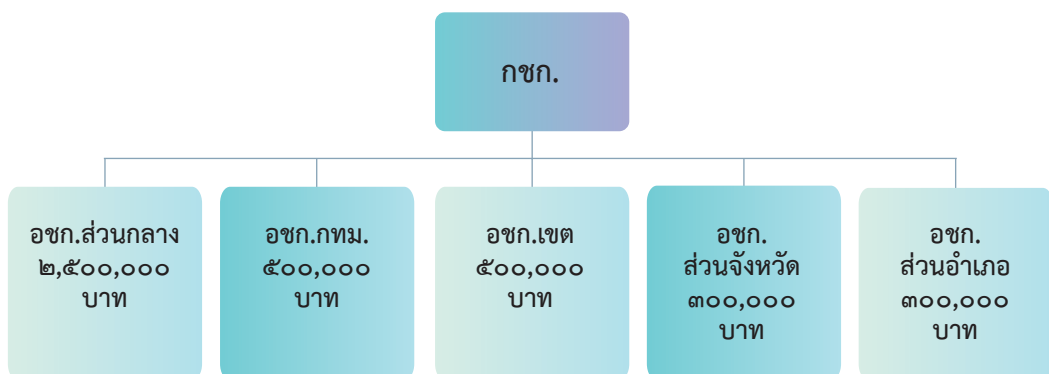 กชก.
อชก.ส่วนกลาง
๒,๕๐๐,๐๐๐
บาท
อชก.กทม.
๕๐๐,๐๐๐
บาท
อชก.เขต
๕๐๐,๐๐๐
บาท
อชก.
ส่วนจังหวัด
๓๐๐,๐๐๐
บาท
อชก.
ส่วนอำเภอ
๓๐๐,๐๐๐
บาท